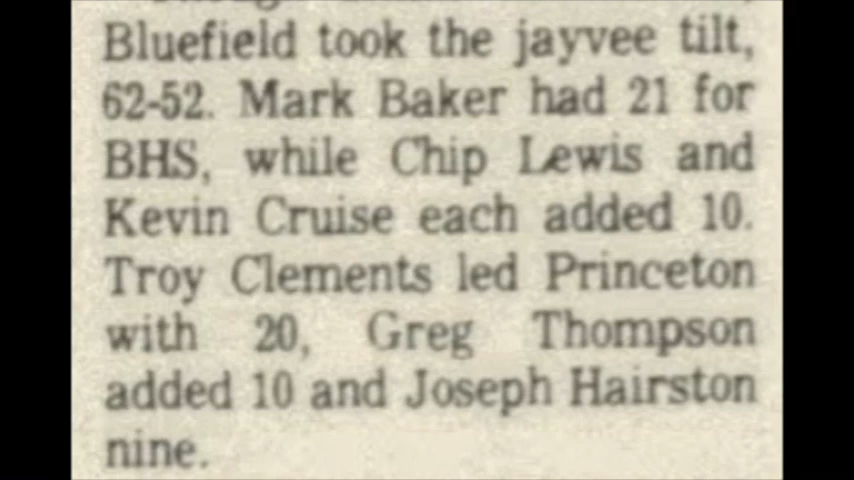 Bluefield took the jayvee tilt,
62-52. Mark Baker had 21 for
BHS, while Chip Lewis and
Kevin Cruise each added 10.
Troy Clements led Princeton
with 20, Greg Thompson
added 10 and Joseph Hairston
nine.